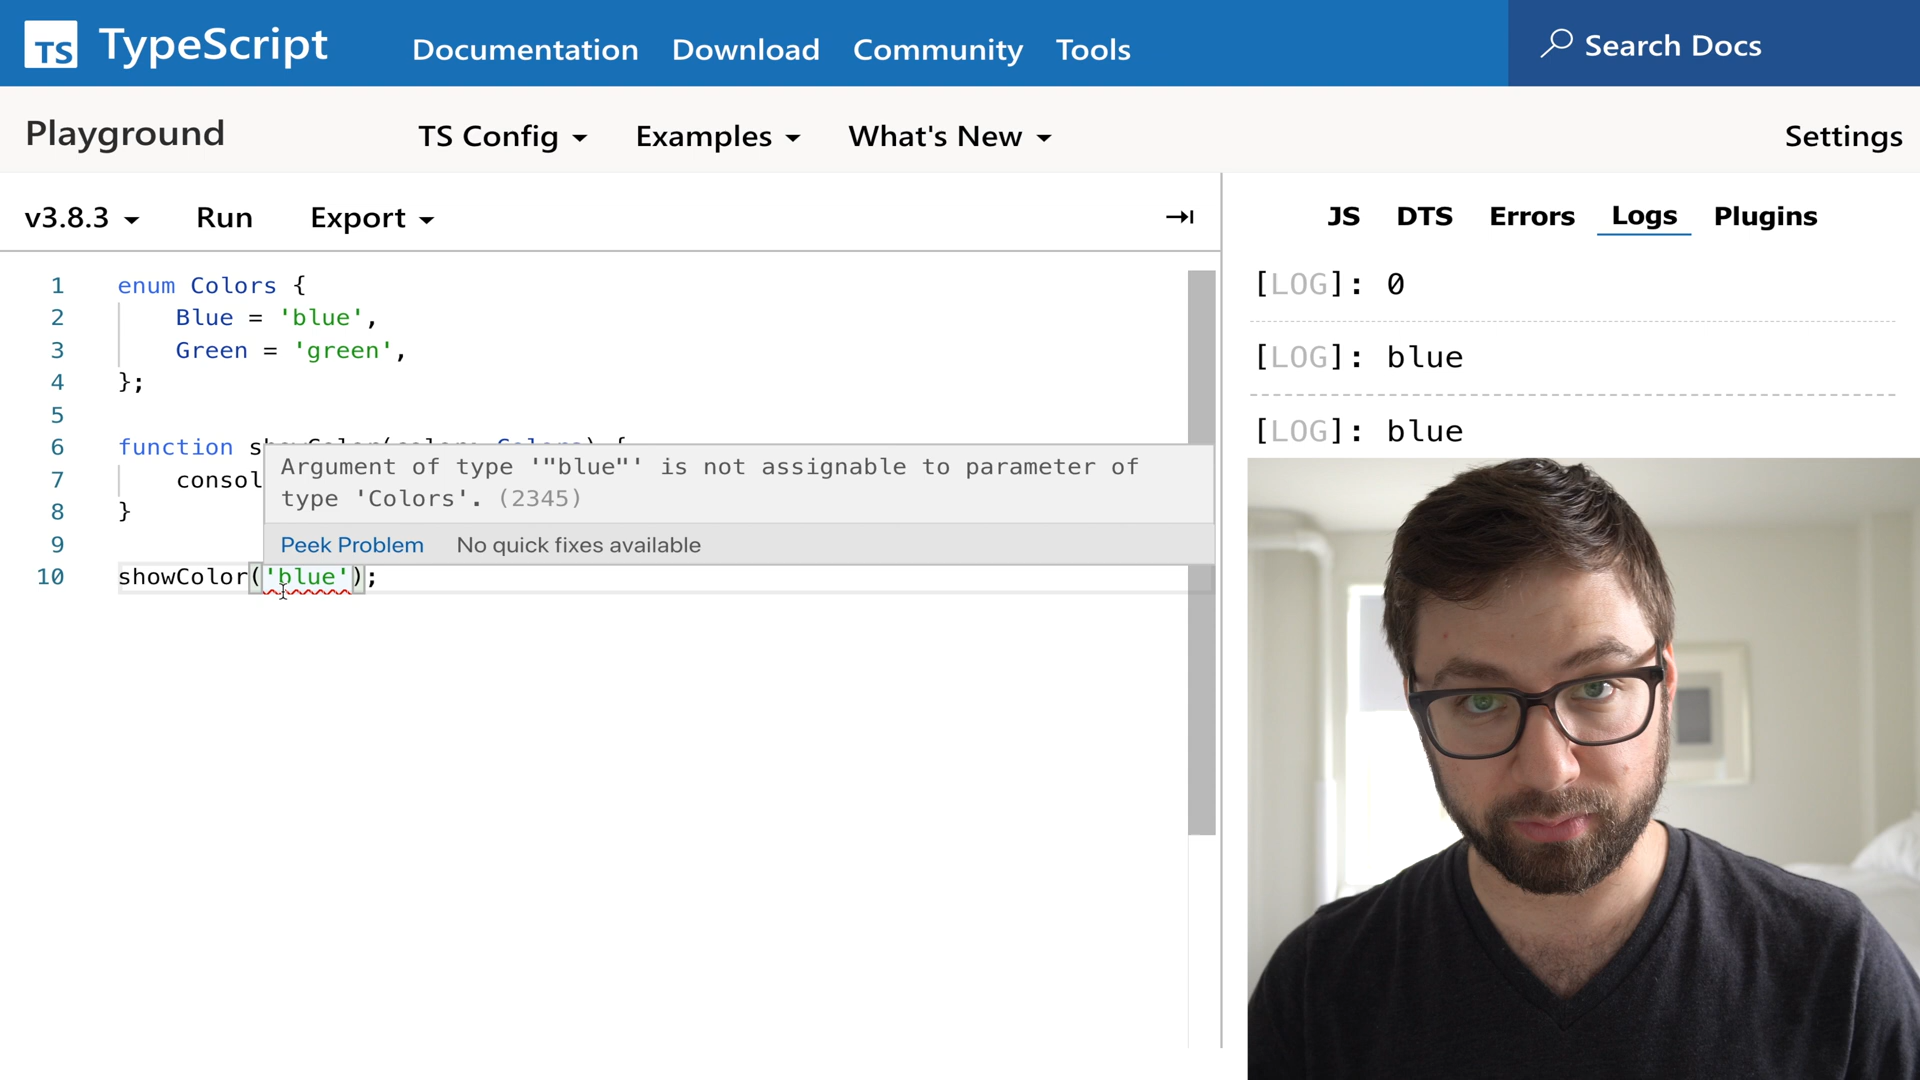 TS TypeScript
Documentation Download Community Tools
Search Docs
Playground
TS Config Examples What's New
Settings
v3.8.3 Run Export
JS DTS Errors Logs Plugins
1 enum Colors {
2 Blue = 'blue',
3 Green = 'green',
4 };
5
6 function showColor(color: Colors) {
7 consol
8 }
9
10 showColor('blue');
Argument of type '"blue"' is not assignable to parameter of
type 'Colors'. (2345)
Peek Problem No quick fixes available
[LOG]: 0
[LOG]: blue
[LOG]: blue